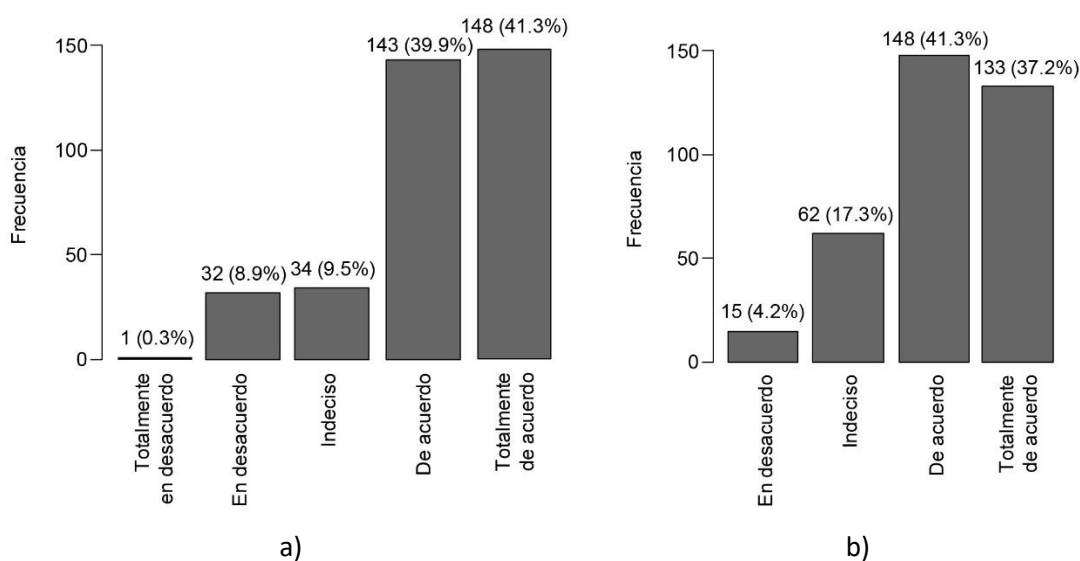 Frecuencia
150
100
50
0
1 (0.3%)
32 (8.9%)
34 (9.5%)
143 (39.9%)
148 (41.3%)
Totalmente
en desacuerdo
En desacuerdo
Indeciso
De acuerdo
Totalmente
de acuerdo
a)
Frecuencia
150
100
50
0
15 (4.2%)
62 (17.3%)
148 (41.3%)
133 (37.2%)
En desacuerdo
Indeciso
De acuerdo
Totalmente
de acuerdo
b)